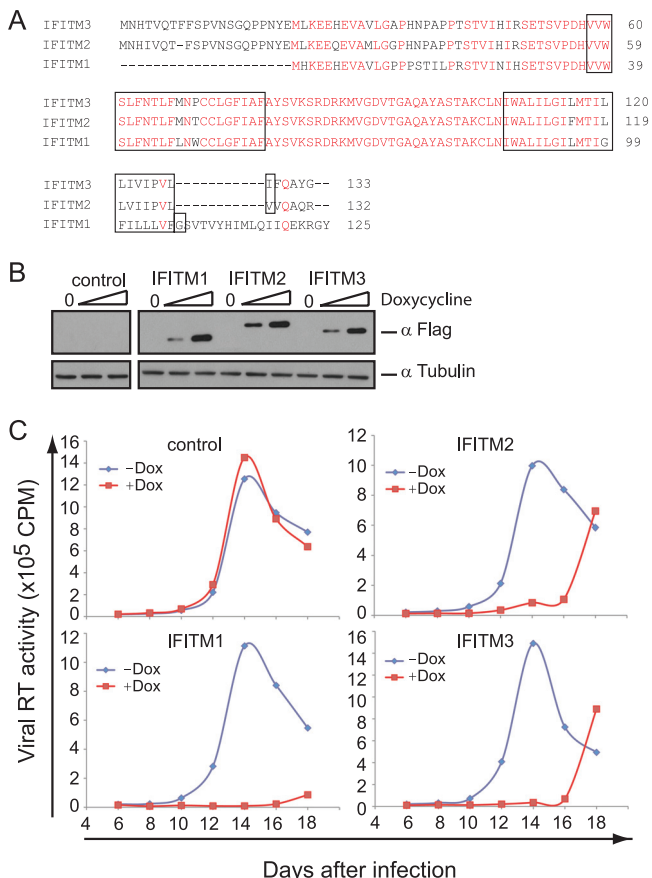 A
IFITM3 MNHTVQTFFSPVNSGQPPNYEMLKEEHEVAVLGAPHNPAPPTSTVIHIRSETSVPDHVVW 60
IFITM2 MNHIVQT-FSPVNSGQPPNYEMLKEEQEVAMLGGPHNPAPPTSTVIHIRSETSVPDHVVW 59
IFITM1 ---------------------MHKEEHEVAVLGPPPSTILPRSTVINIHSETSVPDHVVW 39
IFITM3 SLFNTLFMNPCCLGFIAFAYSVKSRDRKMVGDVTGAQAYASTAKCLNIWALILGILMTIL 120
IFITM2 SLFNTLFMNTCCLGFIAFAYSVKSRDRKMVGDVTGAQAYASTAKCLNIWALILGIFMTIL 119
IFITM1 SLFNTLFLNWCCLGFIAFAYSVKSRDRKMVGDVTGAQAYASTAKCLNIWALILGILMTIG 99
IFITM3 LIVIPVL-----------IFQAYG-- 133
IFITM2 LVIIPVL-----------VVQAQR-- 132
IFITM1 FILLLVFGSVTVYHIMLQIIQEKRGY 125
B
control IFITM1 IFITM2 IFITM3
0 0 0 0 Doxycycline
α Flag
α Tubulin
C
Viral RT activity (x10⁵ CPM)
control
−Dox
+Dox
16
14
12
10
8
6
4
2
0
IFITM2
−Dox
+Dox
12
10
8
6
4
2
0
IFITM1
−Dox
+Dox
12
10
8
6
4
2
0
4 6 8 10 12 14 16 18
IFITM3
−Dox
+Dox
16
14
12
10
8
6
4
2
0
4 6 8 10 12 14 16 18
Days after infection